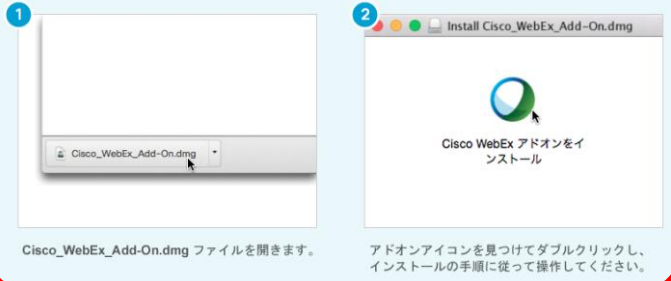 1
Cisco_WebEx_Add-On.dmg
Cisco_WebEx_Add-On.dmg ファイルを開きます。
2
Install Cisco_WebEx_Add-On.dmg
Cisco WebEx アドオンをイ
ンストール
アドオンアイコンを見つけてダブルクリックし、
インストールの手順に従って操作してください。